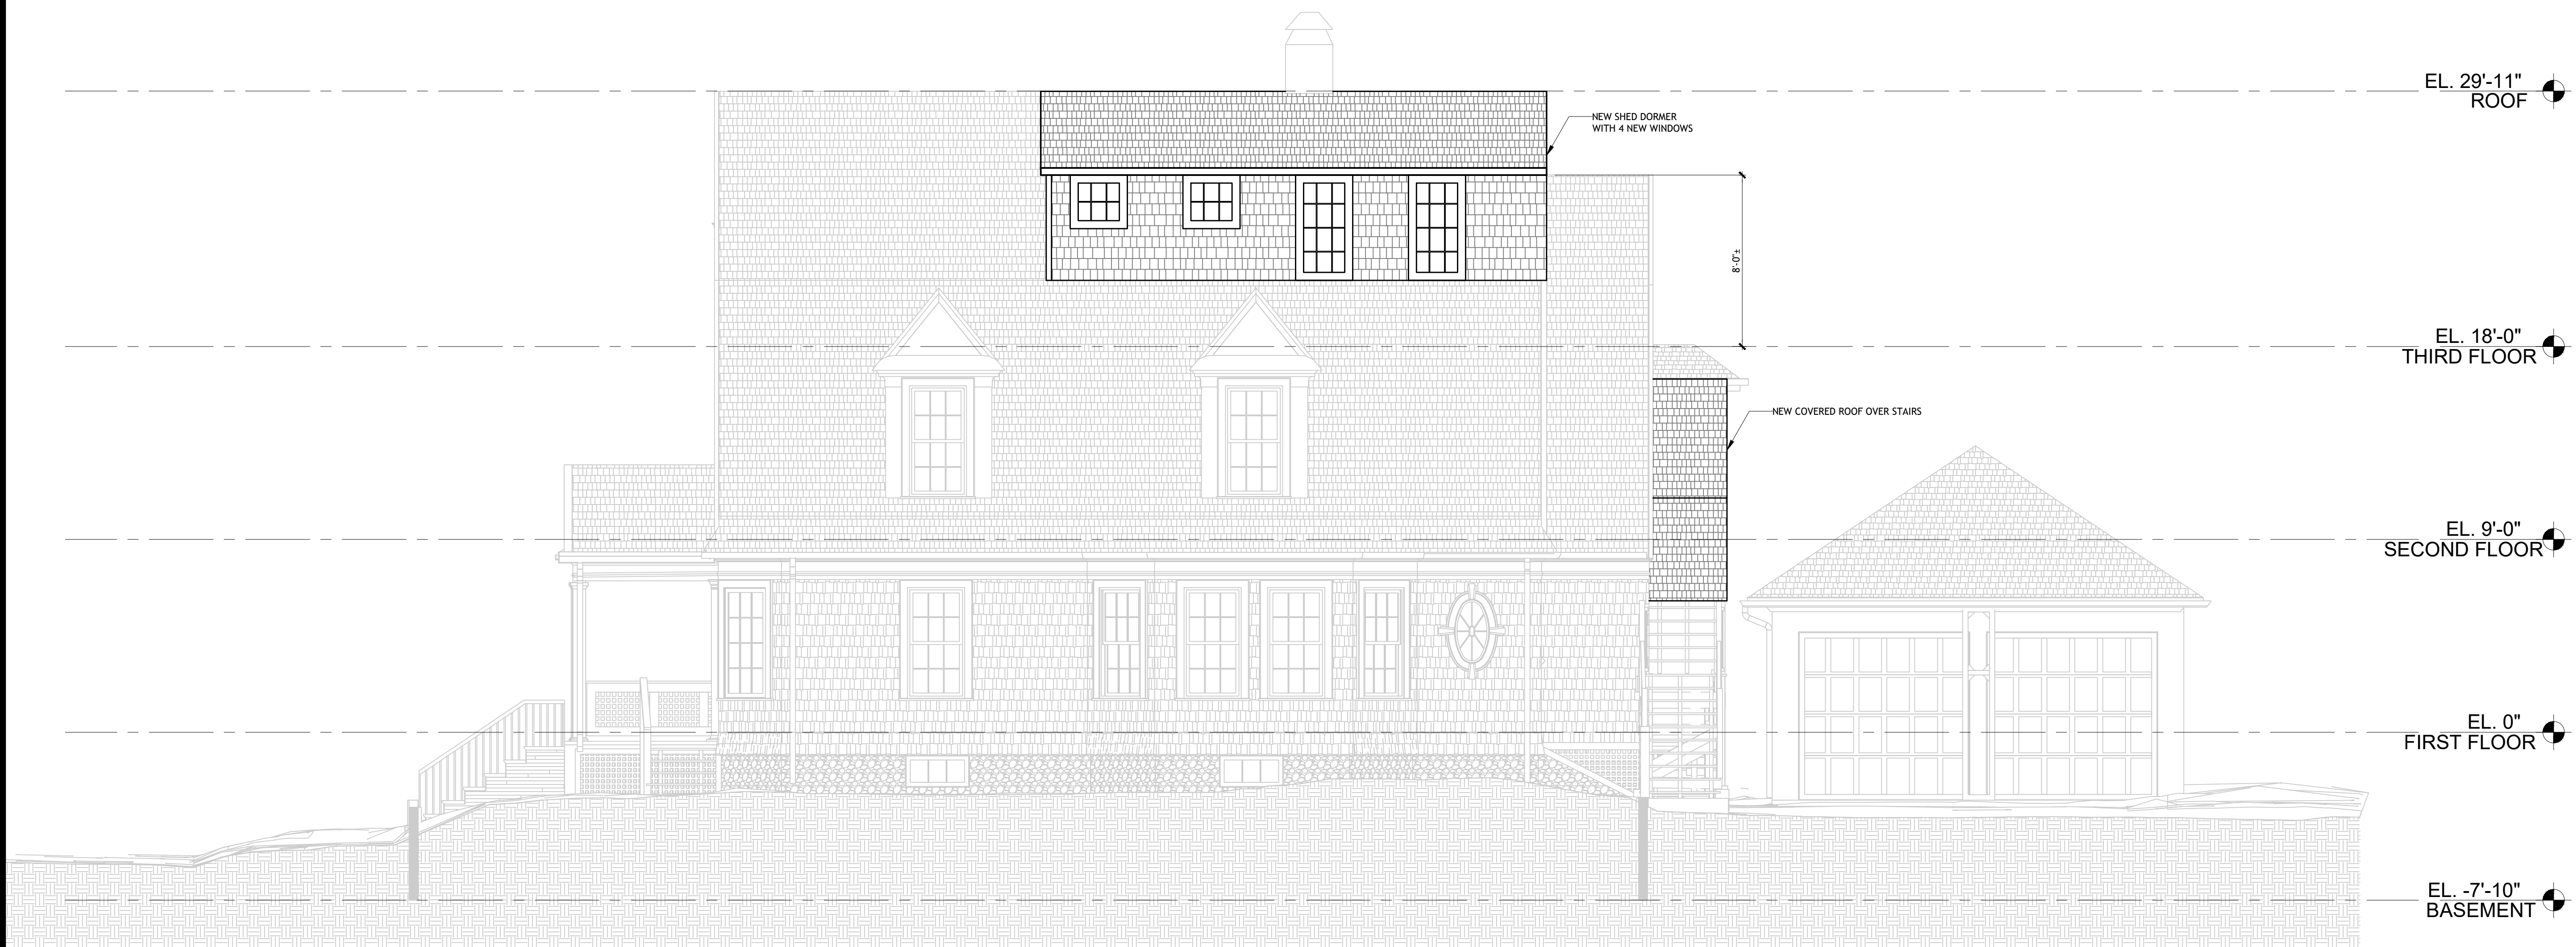 EL. 29'-11"
ROOF
NEW SHED DORMER
WITH 4 NEW WINDOWS
8'-0"±
EL. 18'-0"
THIRD FLOOR
NEW COVERED ROOF OVER STAIRS
EL. 9'-0"
SECOND FLOOR
EL. 0"
FIRST FLOOR
EL. -7'-10"
BASEMENT